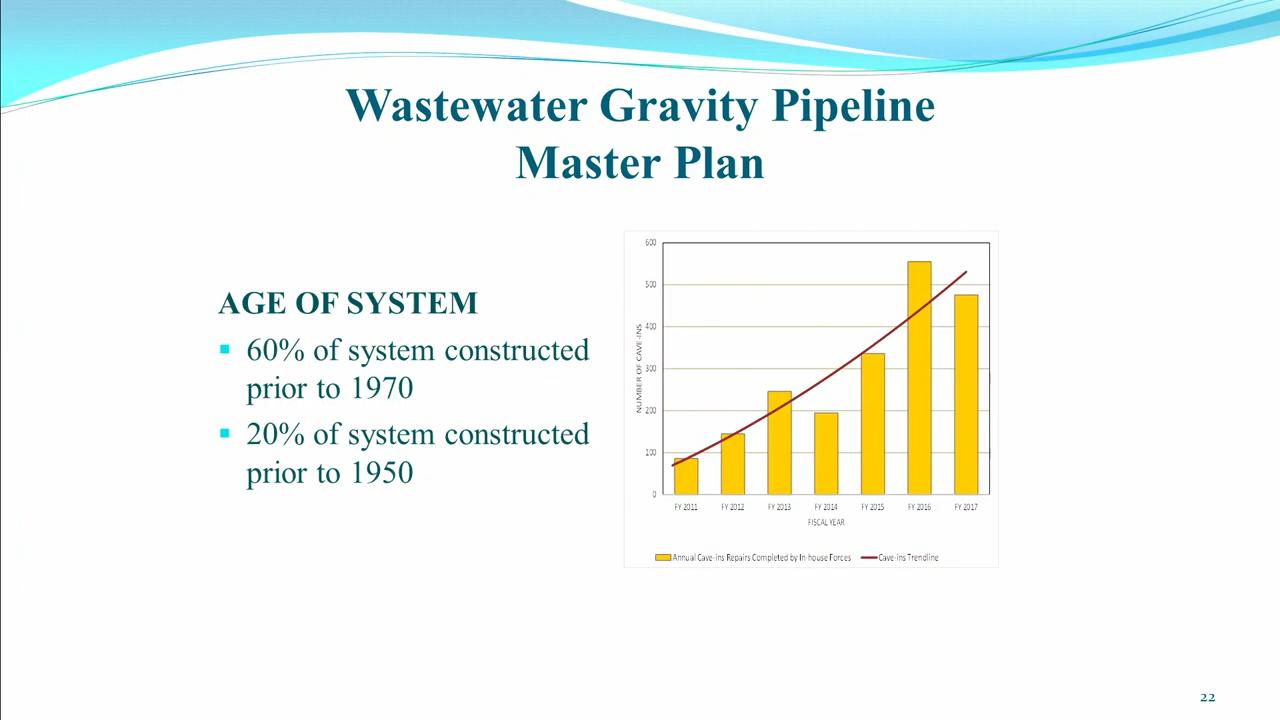 Wastewater Gravity Pipeline
Master Plan
AGE OF SYSTEM
60% of system constructed
prior to 1970
20% of system constructed
prior to 1950
NUMBER OF CAVE-INS
600
500
400
300
200
100
0
FY 2011 FY 2012 FY 2013 FY 2014 FY 2015 FY 2016 FY 2017
FISCAL YEAR
Annual Cave-ins Repairs Completed by In-house Forces Cave-ins Trendline
22